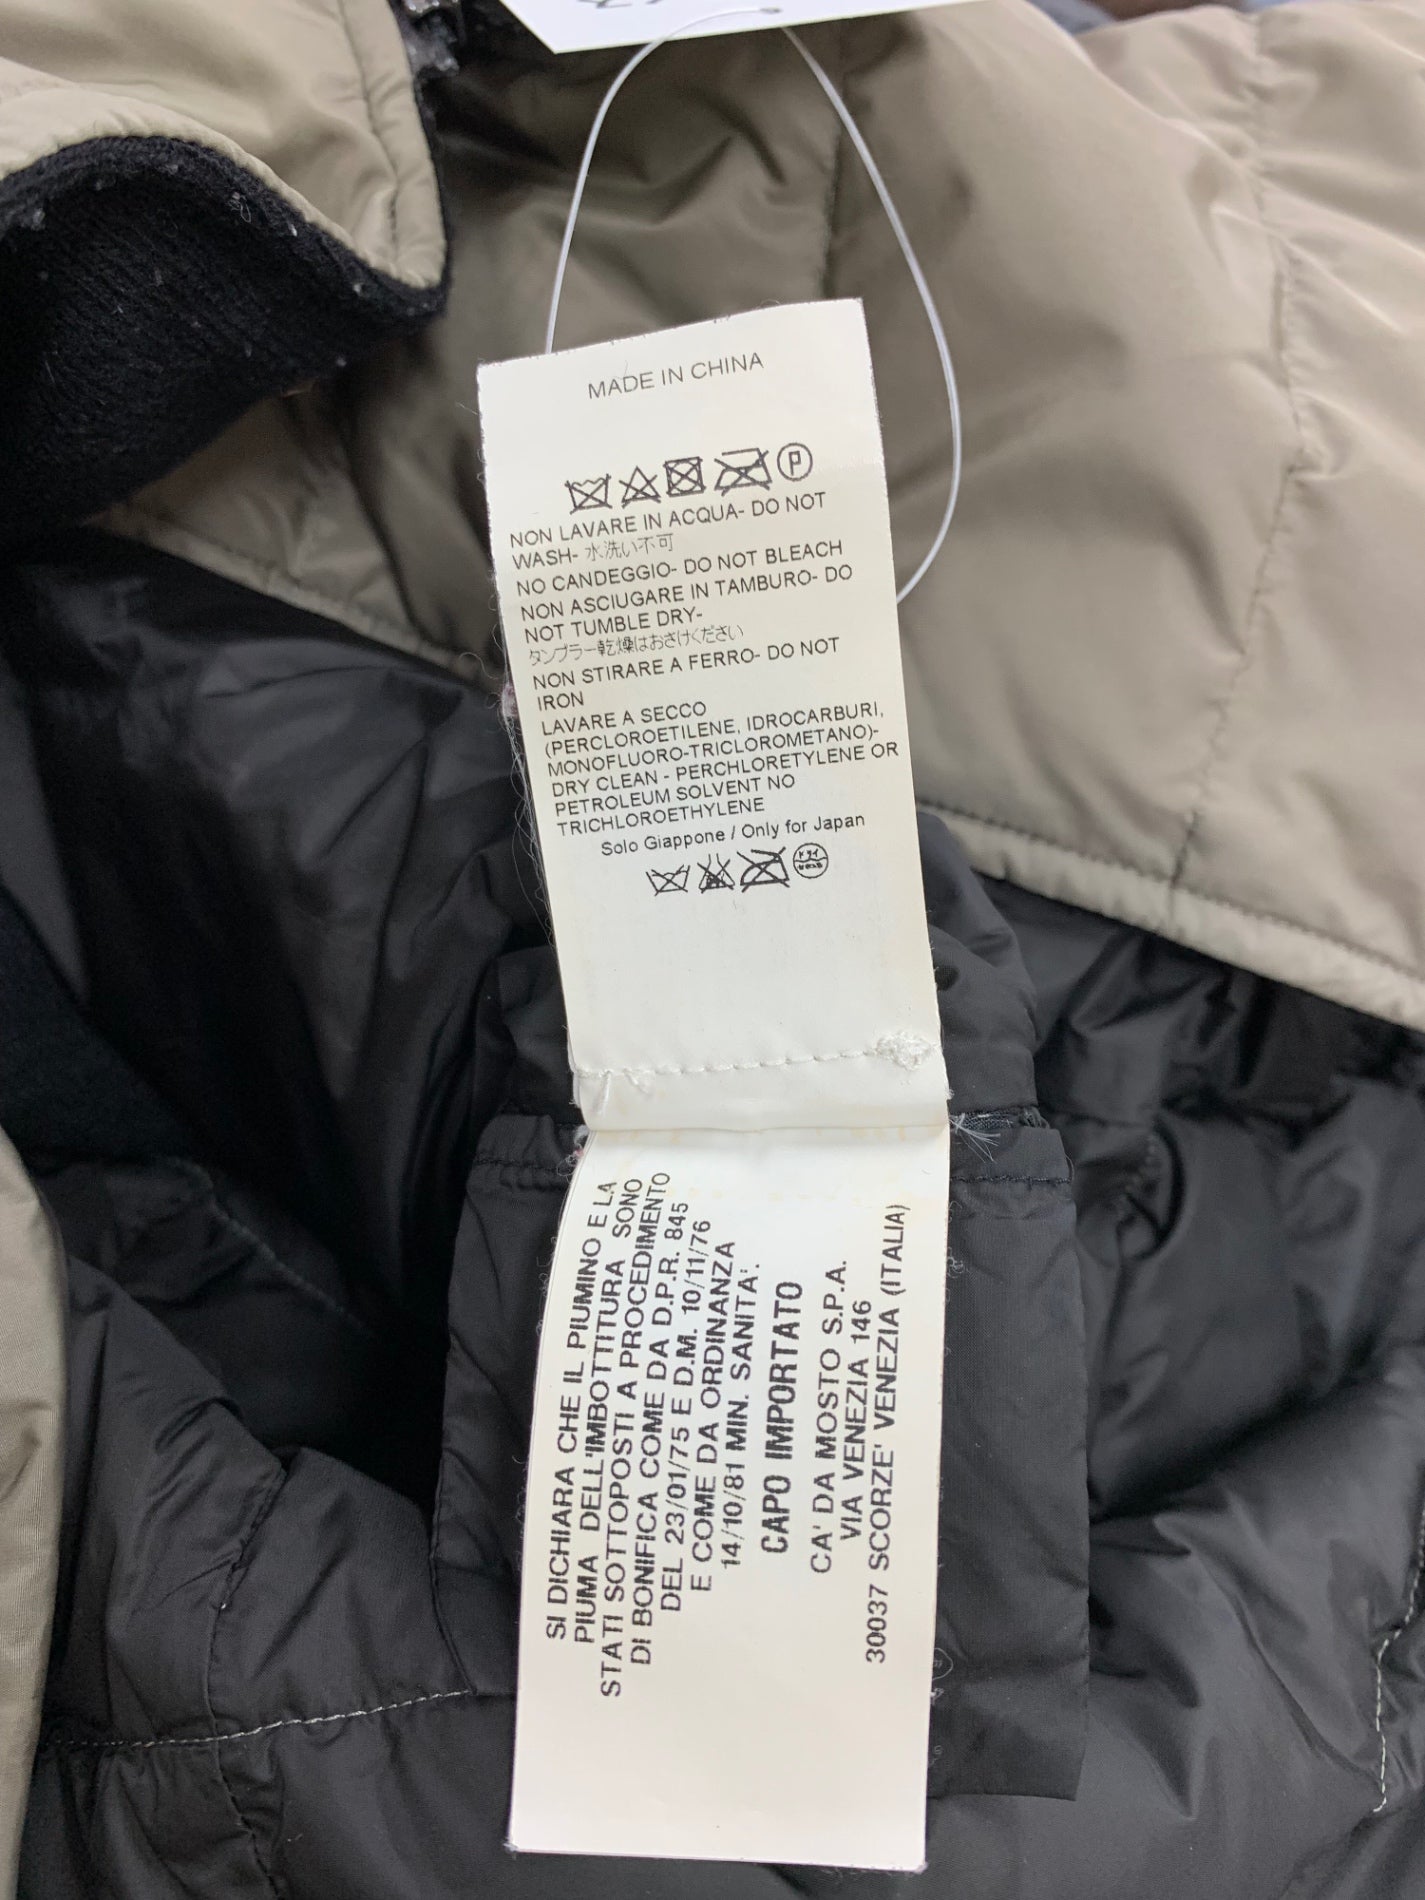 MADE IN CHINA
P
NON LAVARE IN ACQUA- DO NOT
WASH- 水洗い不可
NO CANDEGGIO- DO NOT BLEACH
NON ASCIUGARE IN TAMBURO- DO
NOT TUMBLE DRY-
タンブラー乾燥はおさけください
NON STIRARE A FERRO- DO NOT
IRON
LAVARE A SECCO
(PERCLOROETILENE, IDROCARBURI,
MONOFLUORO-TRICLOROMETANO)-
DRY CLEAN - PERCHLORETYLENE OR
PETROLEUM SOLVENT NO
TRICHLOROETHYLENE
Solo Giappone / Only for Japan
ドライ
SI DICHIARA CHE IL PIUMINO E LA
PIUMA DELL'IMBOTTITURA SONO
STATI SOTTOPOSTI A PROCEDIMENTO
DI BONIFICA COME DA D.P.R. 845
DEL 23/01/75 E D.M. 10/11/76
E COME DA ORDINANZA
14/10/81 MIN. SANITA'.
CAPO IMPORTATO
CA' DA MOSTO S.P.A.
VIA VENEZIA 146
30037 SCORZE' VENEZIA (ITALIA)